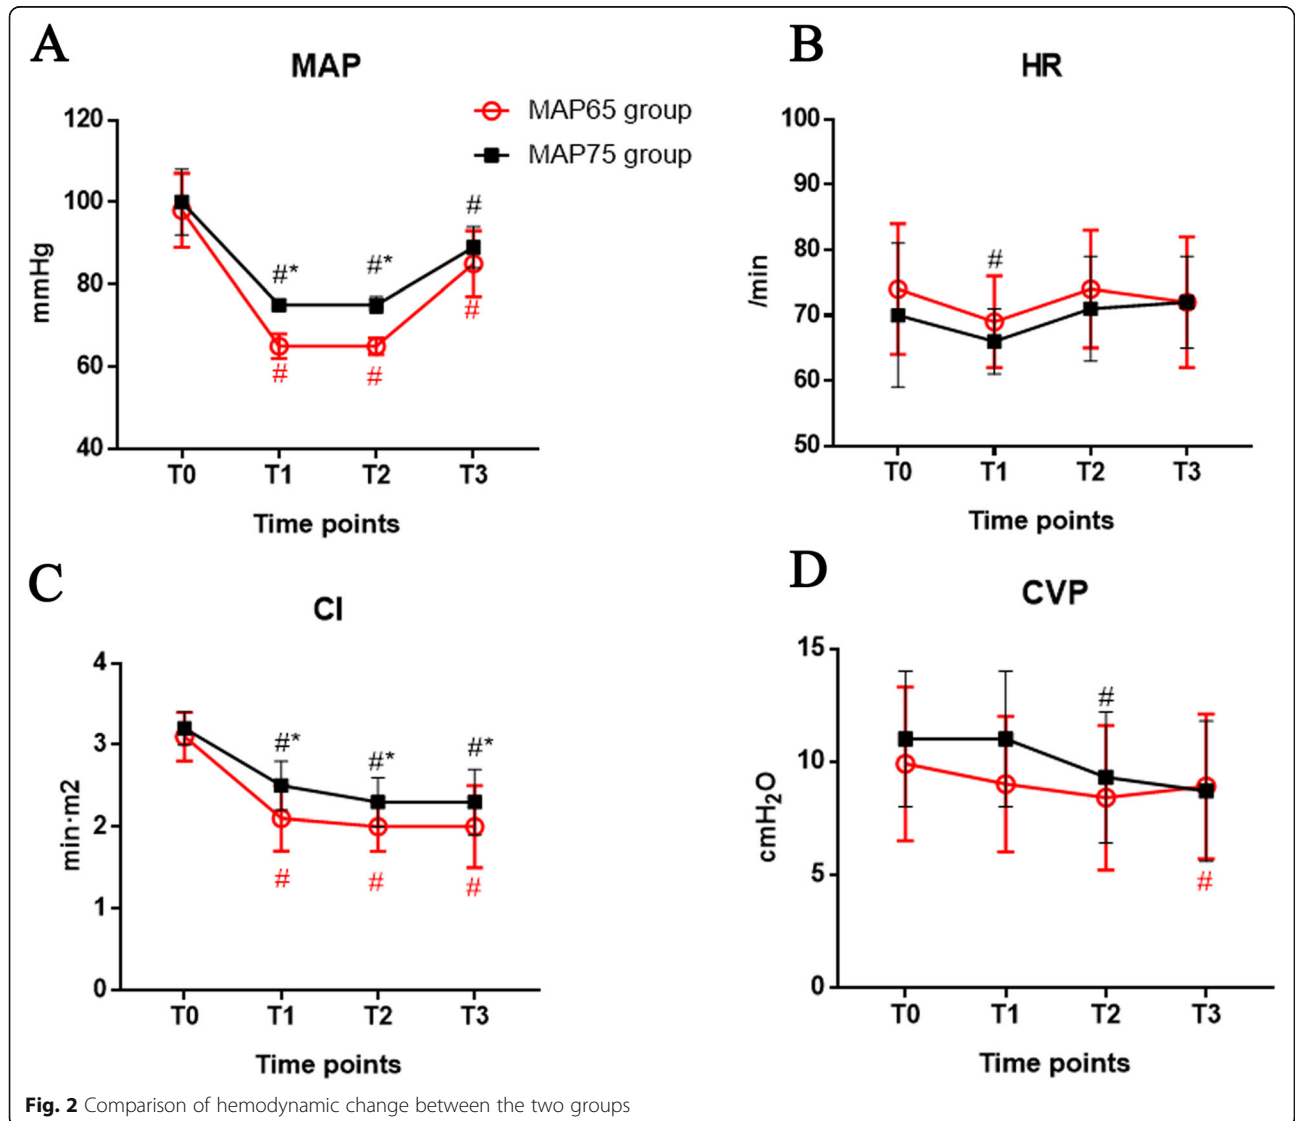 A
MAP
MAP65 group
MAP75 group
120
100
80
60
40
mmHg
#*
#*
#
#
#
#
T0 T1 T2 T3
Time points
B
HR
100
90
80
70
60
50
/min
#
T0 T1 T2 T3
Time points
C
CI
4
3
2
1
0
min·m2
#*
#*
#*
#
#
#
T0 T1 T2 T3
Time points
D
CVP
15
10
5
0
cmH₂O
#
#
T0 T1 T2 T3
Time points
Fig. 2 Comparison of hemodynamic change between the two groups